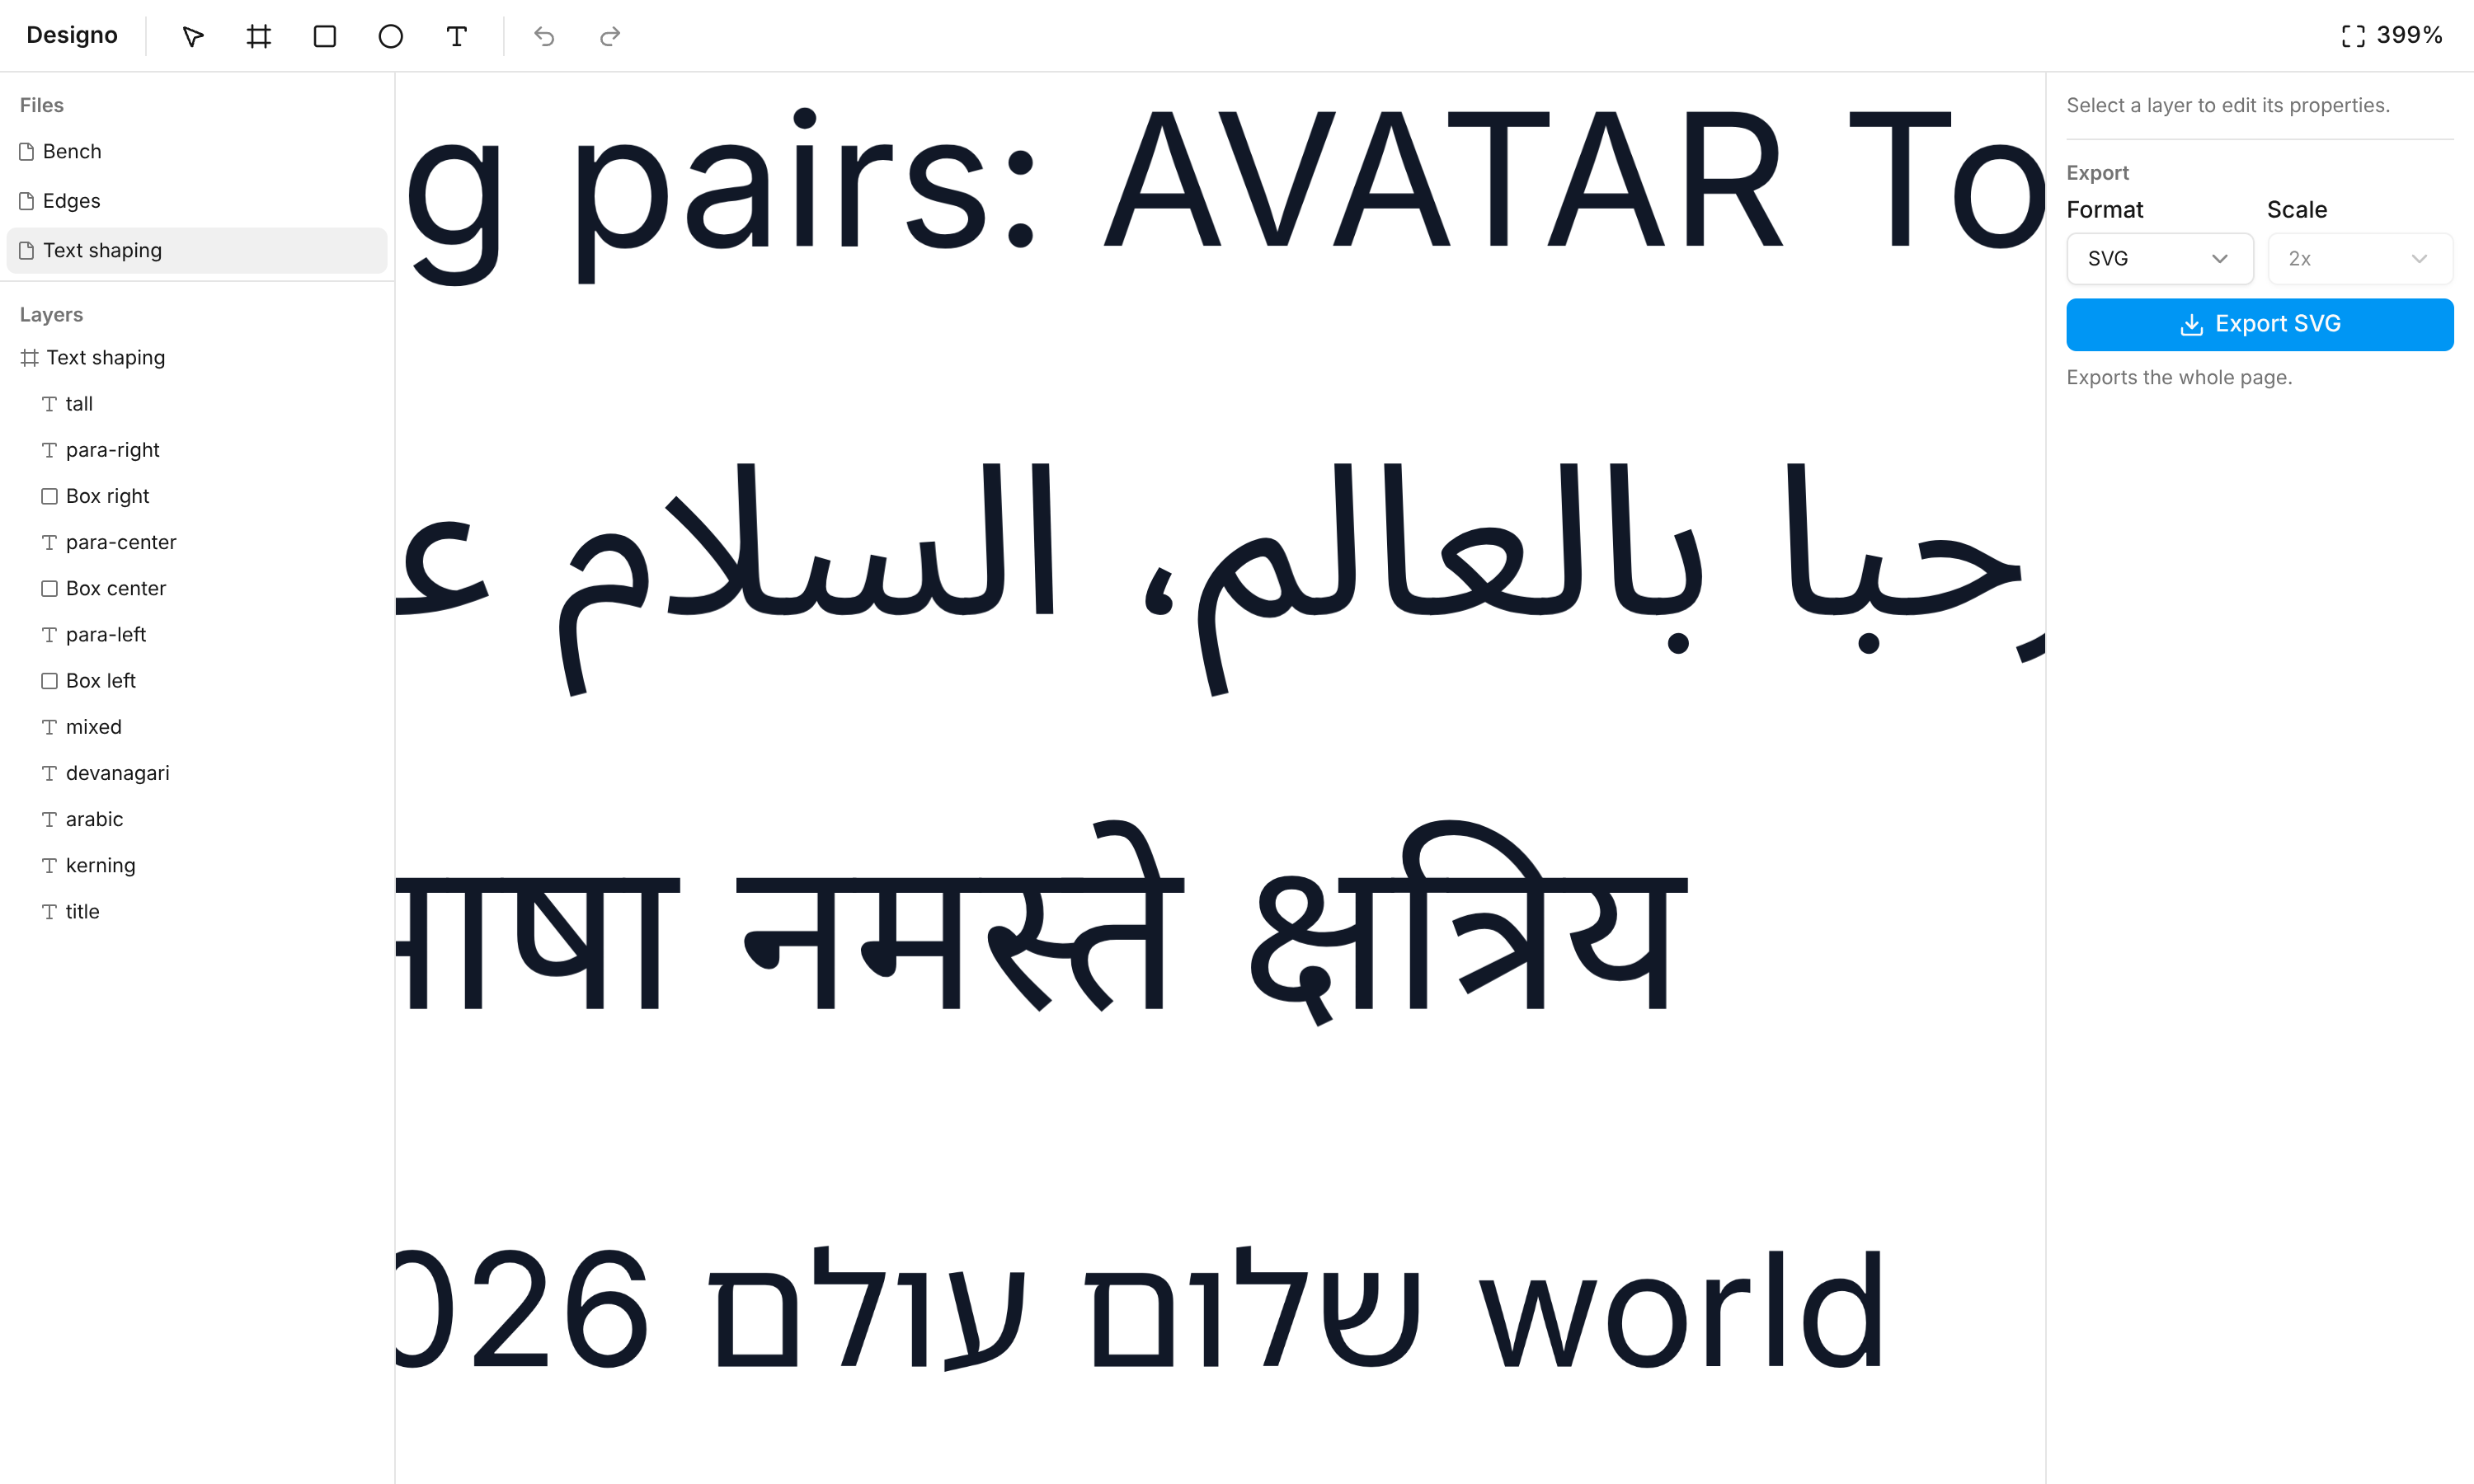 Designo
399%
Files
Bench
Edges
Text shaping
Layers
Text shaping
tall
para-right
Box right
para-center
Box center
para-left
Box left
mixed
devanagari
arabic
kerning
title
g pairs: AVATAR To
رحبا بالعالم، السلام عـ
ाषा नमस्ते क्षत्रिय
026 שלום עולם world
Select a layer to edit its properties.
Export
Format
Scale
SVG
2x
Export SVG
Exports the whole page.